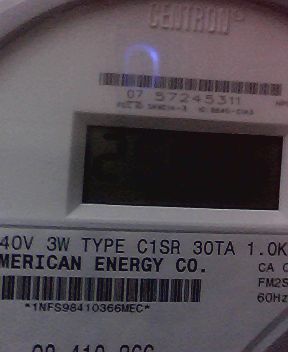 CENTRON®
07 57245311
40V 3W TYPE C1SR 30TA 1.0K
MERICAN ENERGY CO.
CA 
FM2S
60Hz
*1NFS98410366MEC*